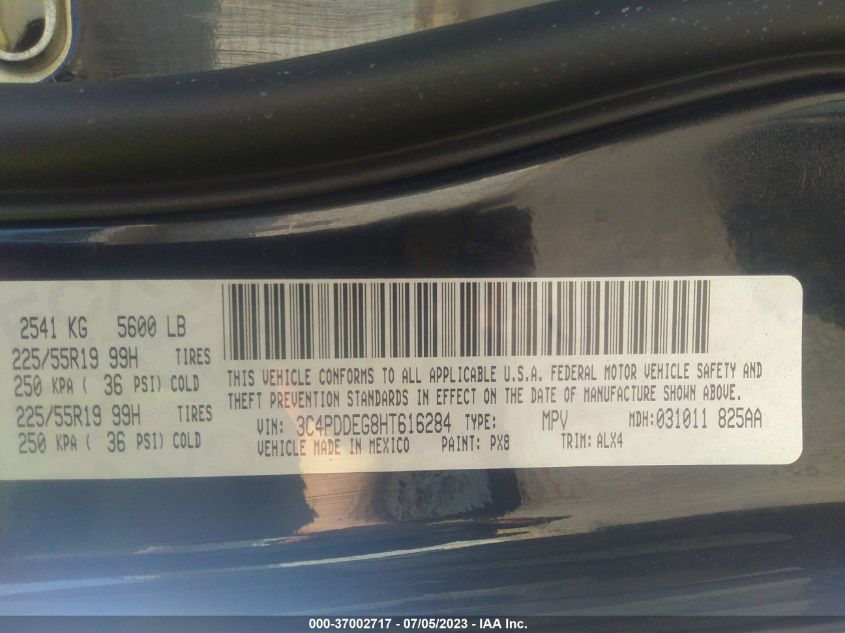 2541 KG 5600 LB
225/55R19 99H TIRES
250 KPA ( 36 PSI) COLD
225/55R19 99H TIRES
250 KPA ( 36 PSI) COLD
THIS VEHICLE CONFORMS TO ALL APPLICABLE U.S.A. FEDERAL MOTOR VEHICLE SAFETY AND
THEFT PREVENTION STANDARDS IN EFFECT ON THE DATE OF MANUFACTURE SHOWN ABOVE.
VIN: 3C4PDDEG8HT616284 TYPE: MPV MDH: 031011 825AA
VEHICLE MADE IN MEXICO PAINT: PX8 TRIM: ALX4
000-37002717 - 07/05/2023 - IAA Inc.